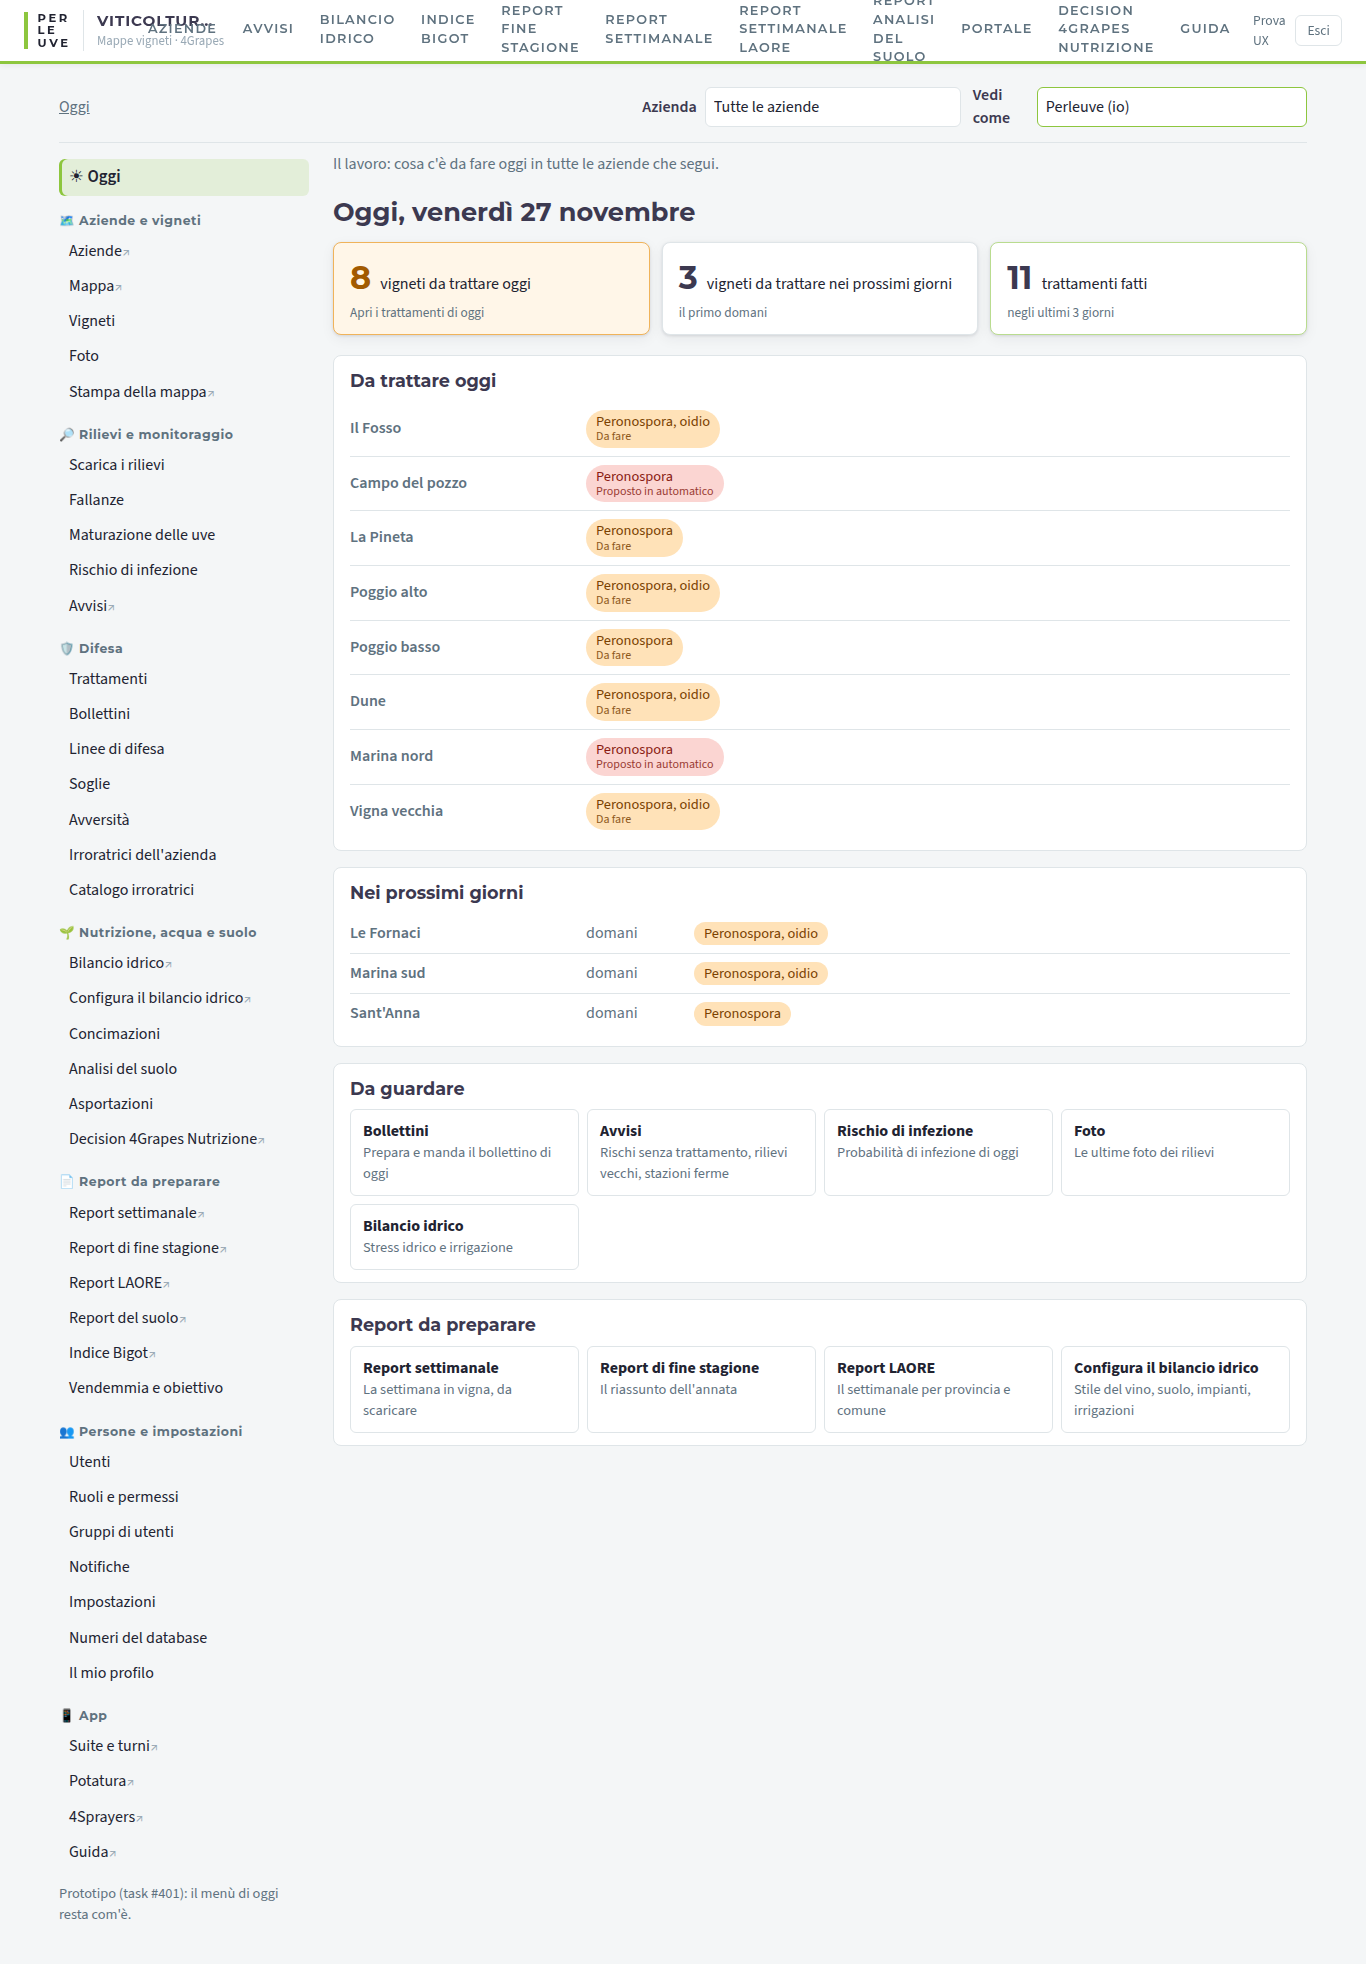 PER
LE
UVE
VITICOLTUR...
Mappe vigneti · 4Grapes
AZIENDE
AVVISI
BILANCIO
IDRICO
INDICE
BIGOT
REPORT
FINE
STAGIONE
REPORT
SETTIMANALE
REPORT
SETTIMANALE
LAORE
REPORT
ANALISI
DEL
SUOLO
PORTALE
DECISION
4GRAPES
NUTRIZIONE
GUIDA
Prova
UX
Esci
Oggi
Azienda
Tutte le aziende
Vedi
come
Perleuve (io)
☀ Oggi
🗺️ Aziende e vigneti
Aziende↗
Mappa↗
Vigneti
Foto
Stampa della mappa↗
🔎 Rilievi e monitoraggio
Scarica i rilievi
Fallanze
Maturazione delle uve
Rischio di infezione
Avvisi↗
🛡️ Difesa
Trattamenti
Bollettini
Linee di difesa
Soglie
Avversità
Irroratrici dell'azienda
Catalogo irroratrici
🌱 Nutrizione, acqua e suolo
Bilancio idrico↗
Configura il bilancio idrico↗
Concimazioni
Analisi del suolo
Asportazioni
Decision 4Grapes Nutrizione↗
📄 Report da preparare
Report settimanale↗
Report di fine stagione↗
Report LAORE↗
Report del suolo↗
Indice Bigot↗
Vendemmia e obiettivo
👥 Persone e impostazioni
Utenti
Ruoli e permessi
Gruppi di utenti
Notifiche
Impostazioni
Numeri del database
Il mio profilo
📱 App
Suite e turni↗
Potatura↗
4Sprayers↗
Guida↗
Prototipo (task #401): il menù di oggi
resta com'è.
Il lavoro: cosa c'è da fare oggi in tutte le aziende che segui.
Oggi, venerdì 27 novembre
8 vigneti da trattare oggi
Apri i trattamenti di oggi
3 vigneti da trattare nei prossimi giorni
il primo domani
11 trattamenti fatti
negli ultimi 3 giorni
Da trattare oggi
Il Fosso
Peronospora, oidio
Da fare
Campo del pozzo
Peronospora
Proposto in automatico
La Pineta
Peronospora
Da fare
Poggio alto
Peronospora, oidio
Da fare
Poggio basso
Peronospora
Da fare
Dune
Peronospora, oidio
Da fare
Marina nord
Peronospora
Proposto in automatico
Vigna vecchia
Peronospora, oidio
Da fare
Nei prossimi giorni
Le Fornaci domani Peronospora, oidio
Marina sud domani Peronospora, oidio
Sant'Anna domani Peronospora
Da guardare
Bollettini
Prepara e manda il bollettino di
oggi
Avvisi
Rischi senza trattamento, rilievi
vecchi, stazioni ferme
Rischio di infezione
Probabilità di infezione di oggi
Foto
Le ultime foto dei rilievi
Bilancio idrico
Stress idrico e irrigazione
Report da preparare
Report settimanale
La settimana in vigna, da
scaricare
Report di fine stagione
Il riassunto dell'annata
Report LAORE
Il settimanale per provincia e
comune
Configura il bilancio idrico
Stile del vino, suolo, impianti,
irrigazioni